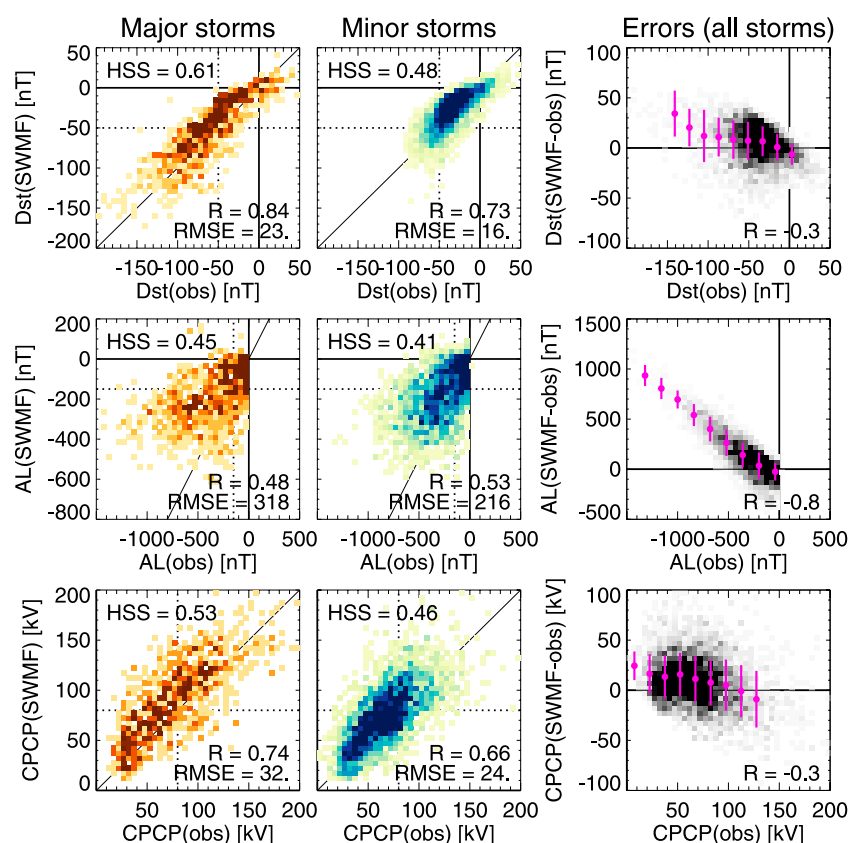 Major storms
Minor storms
Errors (all storms)
50
0
-50
-100
-150
-200
Dst(SWMF) [nT]
HSS = 0.61
R = 0.84
RMSE = 23.
-150-100-50 0 50
Dst(obs) [nT]
HSS = 0.48
R = 0.73
RMSE = 16.
-150-100-50 0 50
Dst(obs) [nT]
100
50
0
-50
-100
Dst(SWMF-obs) [nT]
R = -0.3
-150-100-50 0 50
Dst(obs) [nT]
200
0
-200
-400
-600
-800
AL(SWMF) [nT]
HSS = 0.45
R = 0.48
RMSE = 318
-1000 -500 0 500
AL(obs) [nT]
HSS = 0.41
R = 0.53
RMSE = 216
-1000 -500 0 500
AL(obs) [nT]
1500
1000
500
0
-500
AL(SWMF-obs) [nT]
R = -0.8
-1000 -500 0 500
AL(obs) [nT]
200
150
100
50
0
CPCP(SWMF) [kV]
HSS = 0.53
R = 0.74
RMSE = 32.
50 100 150 200
CPCP(obs) [kV]
HSS = 0.46
R = 0.66
RMSE = 24.
50 100 150 200
CPCP(obs) [kV]
100
50
0
-50
-100
CPCP(SWMF-obs) [kV]
R = -0.3
50 100 150 200
CPCP(obs) [kV]